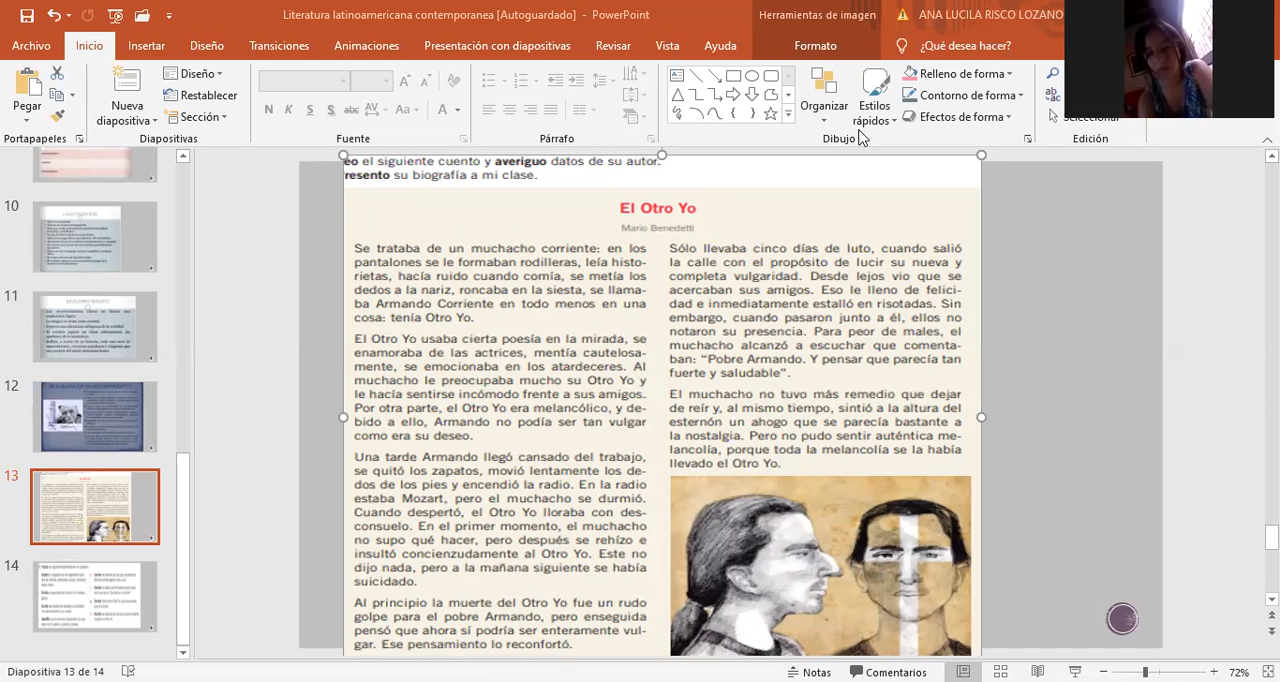 Literatura latinoamericana contemporanea [Autoguardado] - PowerPoint
Herramientas de imagen
ANA LUCILA RISCO LOZANO
Archivo
Inicio
Insertar
Diseño
Transiciones
Animaciones
Presentación con diapositivas
Revisar
Vista
Ayuda
Formato
¿Qué desea hacer?
Pegar
Nueva
diapositiva
Diseño
Restablecer
Sección
N K S S abc AV Aa A
Organizar
Estilos
rápidos
Relleno de forma
Contorno de forma
Efectos de forma
Seleccionar
Portapapeles
Diapositivas
Fuente
Párrafo
Dibujo
Edición
eo el siguiente cuento y averiguo datos de su autor.
resento su biografía a mi clase.
El Otro Yo
Mario Benedetti
Se trataba de un muchacho corriente: en los
pantalones se le formaban rodilleras, leía histo-
rietas, hacía ruido cuando comía, se metía los
dedos a la nariz, roncaba en la siesta, se llama-
ba Armando Corriente en todo menos en una
cosa: tenía Otro Yo.
El Otro Yo usaba cierta poesía en la mirada, se
enamoraba de las actrices, mentía cautelosa-
mente, se emocionaba en los atardeceres. Al
muchacho le preocupaba mucho su Otro Yo y
le hacía sentirse incómodo frente a sus amigos.
Por otra parte, el Otro Yo era melancólico, y de-
bido a ello, Armando no podía ser tan vulgar
como era su deseo.
Una tarde Armando llegó cansado del trabajo,
se quitó los zapatos, movió lentamente los de-
dos de los pies y encendió la radio. En la radio
estaba Mozart, pero el muchacho se durmió.
Cuando despertó, el Otro Yo lloraba con des-
consuelo. En el primer momento, el muchacho
no supo qué hacer, pero después se rehízo e
insultó concienzudamente al Otro Yo. Este no
dijo nada, pero a la mañana siguiente se había
suicidado.
Al principio la muerte del Otro Yo fue un rudo
golpe para el pobre Armando, pero enseguida
pensó que ahora sí podría ser enteramente vul-
gar. Ese pensamiento lo reconfortó.
Sólo llevaba cinco días de luto, cuando salió
la calle con el propósito de lucir su nueva y
completa vulgaridad. Desde lejos vio que se
acercaban sus amigos. Eso le lleno de felici-
dad e inmediatamente estalló en risotadas. Sin
embargo, cuando pasaron junto a él, ellos no
notaron su presencia. Para peor de males, el
muchacho alcanzó a escuchar que comenta-
ban: “Pobre Armando. Y pensar que parecía tan
fuerte y saludable”.
El muchacho no tuvo más remedio que dejar
de reír y, al mismo tiempo, sintió a la altura del
esternón un ahogo que se parecía bastante a
la nostalgia. Pero no pudo sentir auténtica me-
lancolía, porque toda la melancolía se la había
llevado el Otro Yo.
10
11
12
13
14
Diapositiva 13 de 14
Notas
Comentarios
72%